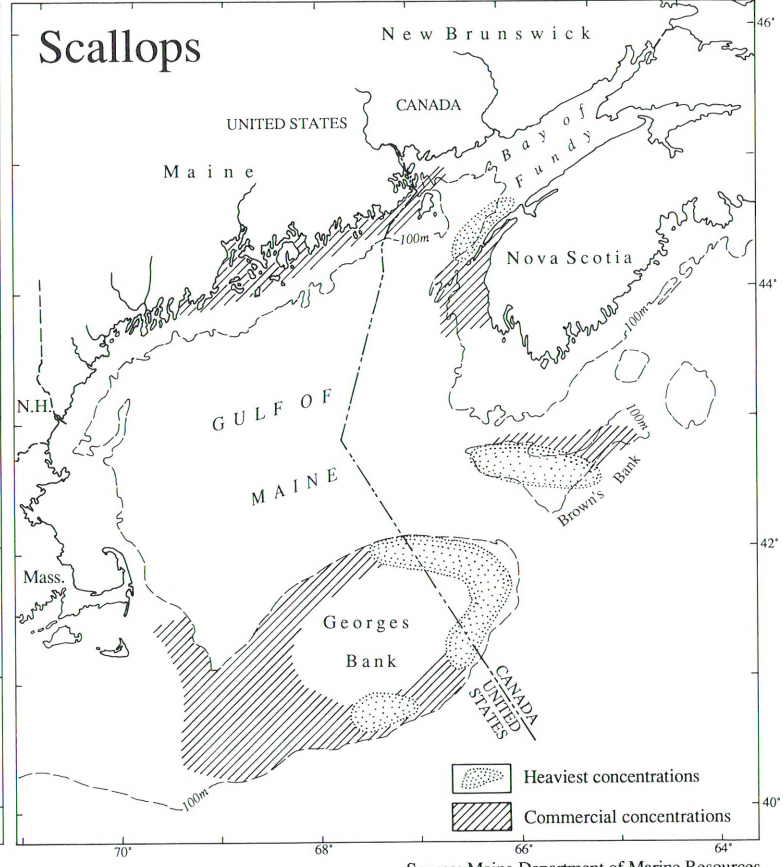 Scallops
New Brunswick
46°
CANADA
UNITED STATES
Bay of
Fundy
Maine
100m
Nova Scotia
44°
100m
N.H.
GULF OF
MAINE
100m
Brown's Bank
42°
Mass.
Georges
Bank
CANADA
UNITED
STATES
Heaviest concentrations
Commercial concentrations
100m
40°
70°
68°
66°
64°
Source: Maine Department of Marine Resources